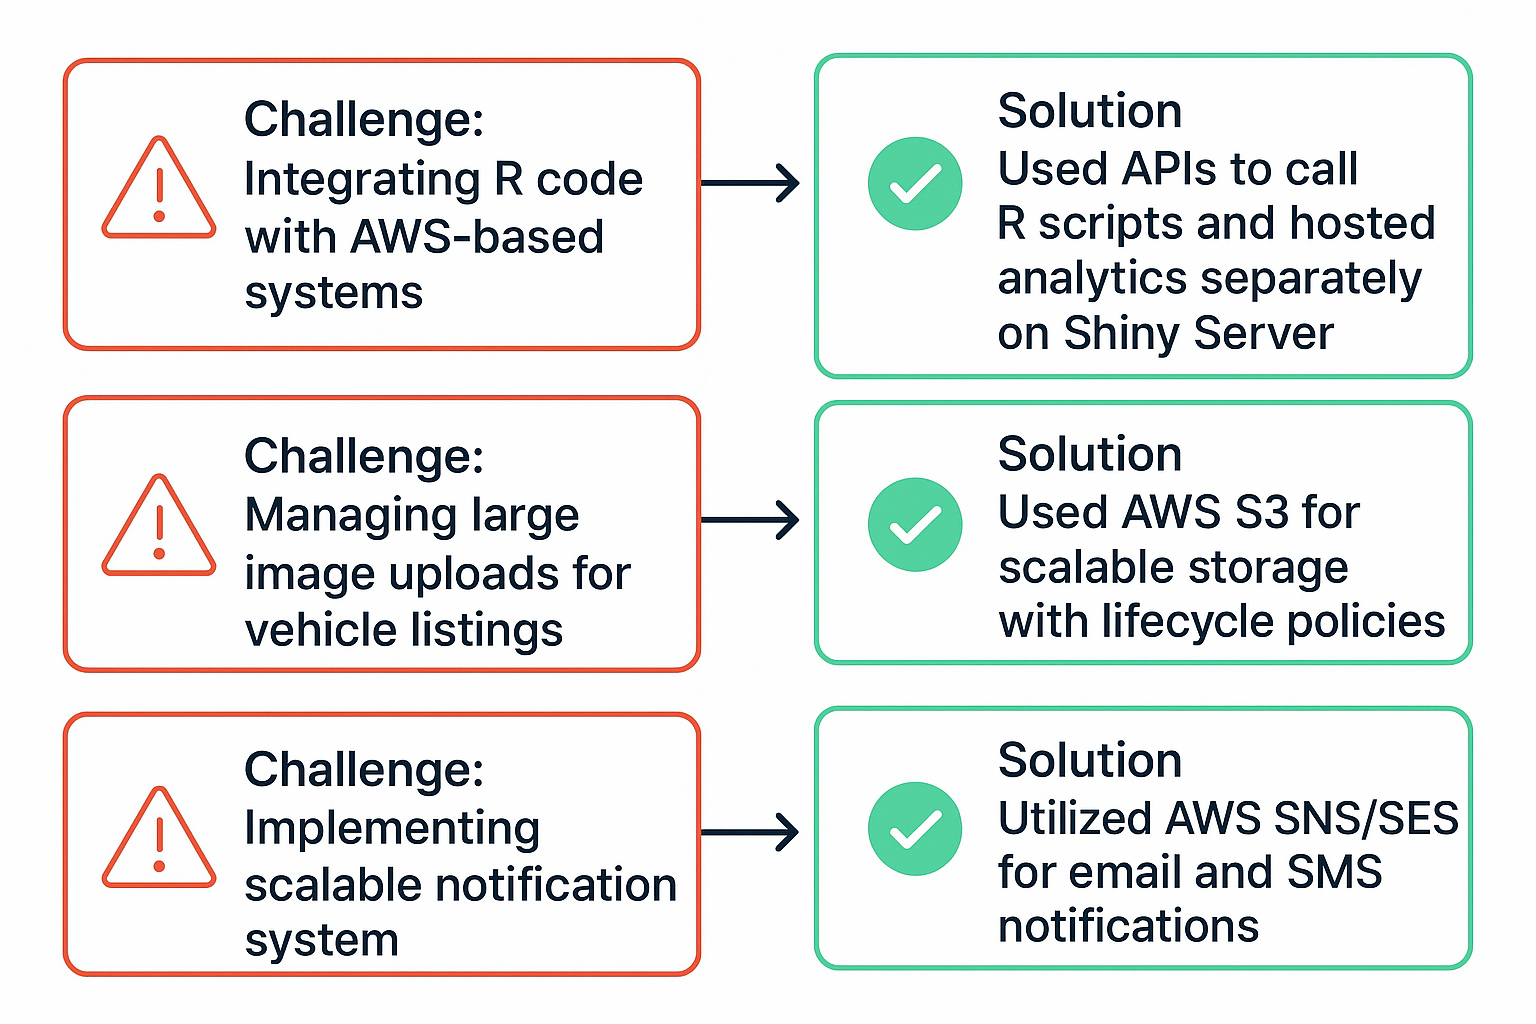 Challenge:
Integrating R code
with AWS-based
systems
Solution
Used APIs to call
R scripts and hosted
analytics separately
on Shiny Server
Challenge:
Managing large
image uploads for
vehicle listings
Solution
Used AWS S3 for
scalable storage
with lifecycle policies
Challenge:
Implementing
scalable notification
system
Solution
Utilized AWS SNS/SES
for email and SMS
notifications